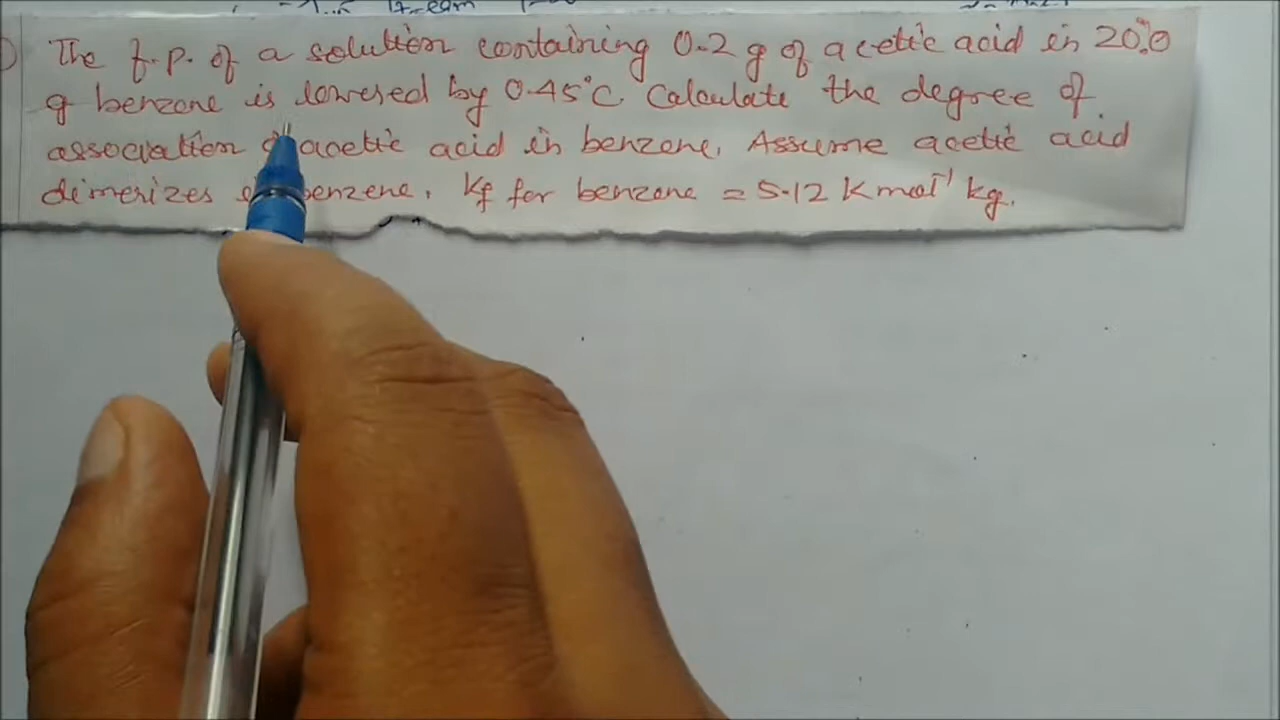 The f.p. of a solution containing 0.2 g of acetic acid in 20.0
g benzene is lowered by 0.45°C Calculate the degree of
association acetic acid in benzene. Assume acetic acid
dimerizes benzene. Kf for benzene = 5.12 K mol⁻¹ kg.